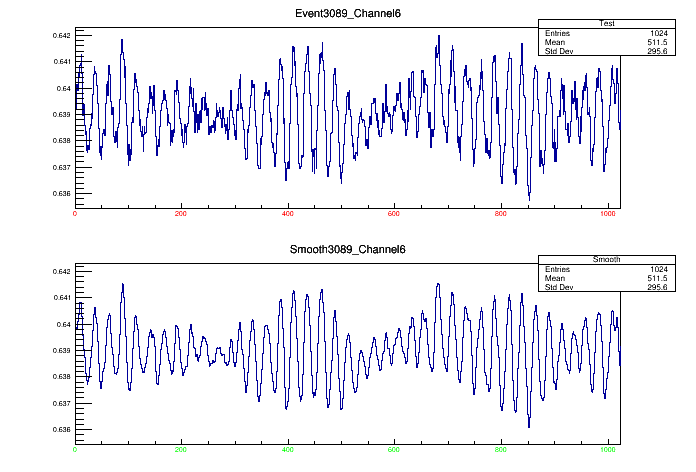 Event3089_Channel6
Test
Entries 1024
Mean 511.5
Std Dev 295.6
0.642
0.641
0.64
0.639
0.638
0.637
0.636
0 200 400 600 800 1000
Smooth3089_Channel6
Smooth
Entries 1024
Mean 511.5
Std Dev 295.6
0.642
0.641
0.64
0.639
0.638
0.637
0.636
0 200 400 600 800 1000